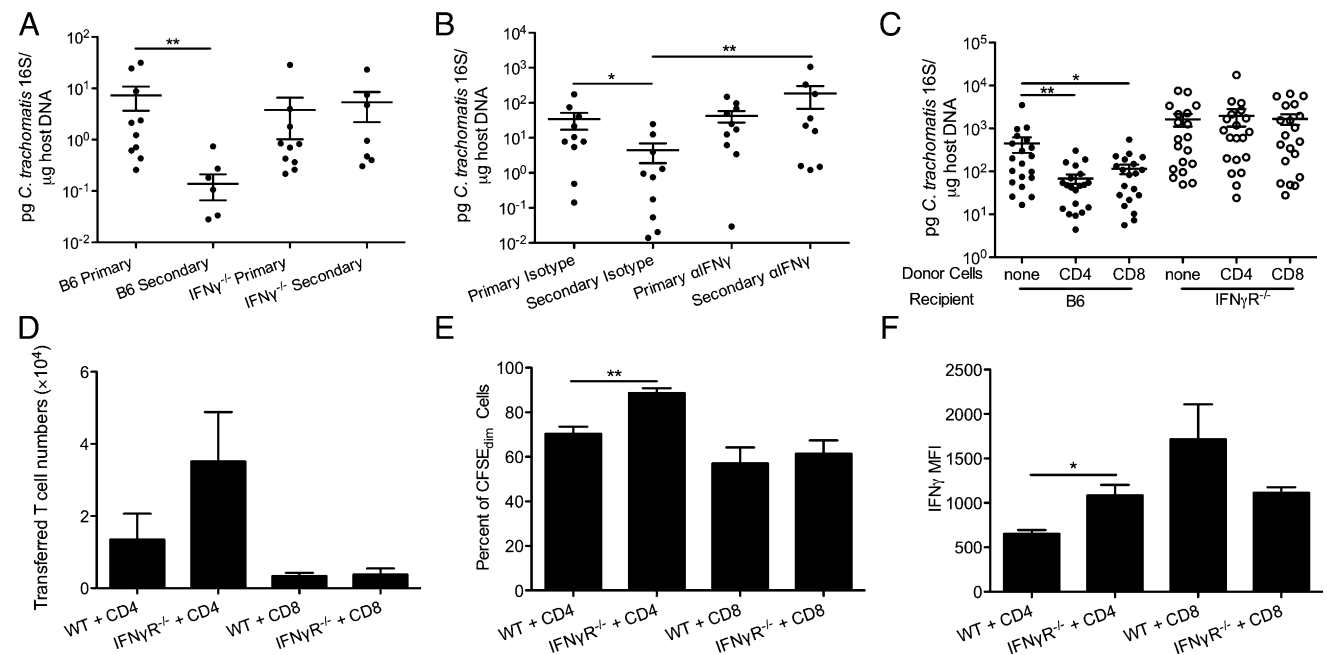 A
pg C. trachomatis 16S/
μg host DNA
10²
10¹
10⁰
10⁻¹
10⁻²
**
B6 Primary
B6 Secondary
IFNγ⁻/⁻ Primary
IFNγ⁻/⁻ Secondary
B
pg C. trachomatis 16S/
μg host DNA
10⁴
10³
10²
10¹
10⁰
10⁻¹
10⁻²
*
**
Primary Isotype
Secondary Isotype
Primary αIFNγ
Secondary αIFNγ
C
pg C. trachomatis 16S/
μg host DNA
10⁵
10⁴
10³
10²
10¹
10⁰
*
**
Donor Cells none CD4 CD8 none CD4 CD8
Recipient B6 IFNγR⁻/⁻
D
Transferred T cell numbers (×10⁴)
6
4
2
0
WT + CD4
IFNγR⁻/⁻ + CD4
WT + CD8
IFNγR⁻/⁻ + CD8
E
Percent of CFSEdim Cells
100
80
60
40
20
0
**
WT + CD4
IFNγR⁻/⁻ + CD4
WT + CD8
IFNγR⁻/⁻ + CD8
F
IFNγ MFI
2500
2000
1500
1000
500
0
*
WT + CD4
IFNγR⁻/⁻ + CD4
WT + CD8
IFNγR⁻/⁻ + CD8